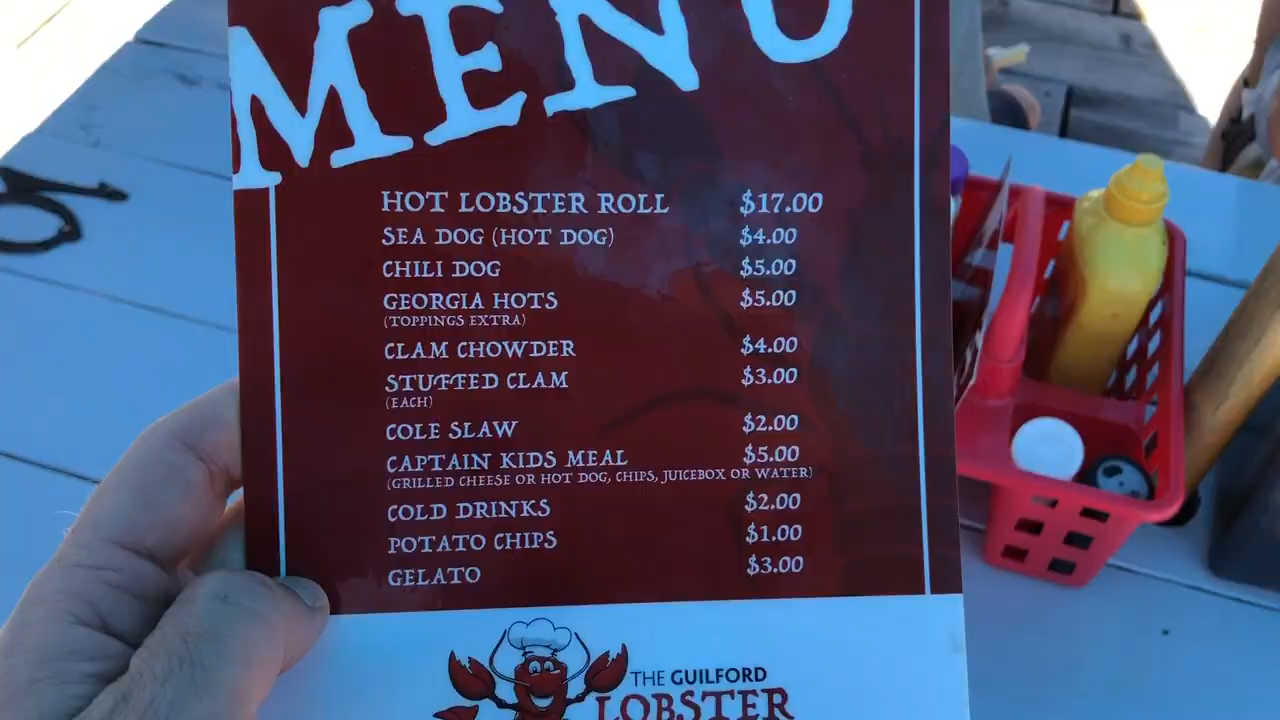 MENU
HOT LOBSTER ROLL $17.00
SEA DOG (HOT DOG) $4.00
CHILI DOG $5.00
GEORGIA HOTS $5.00
(TOPPINGS EXTRA)
CLAM CHOWDER $4.00
STUFFED CLAM $3.00
(EACH)
COLE SLAW $2.00
CAPTAIN KIDS MEAL $5.00
(GRILLED CHEESE OR HOT DOG, CHIPS, JUICEBOX OR WATER)
COLD DRINKS $2.00
POTATO CHIPS $1.00
GELATO $3.00
THE GUILFORD
LOBSTER